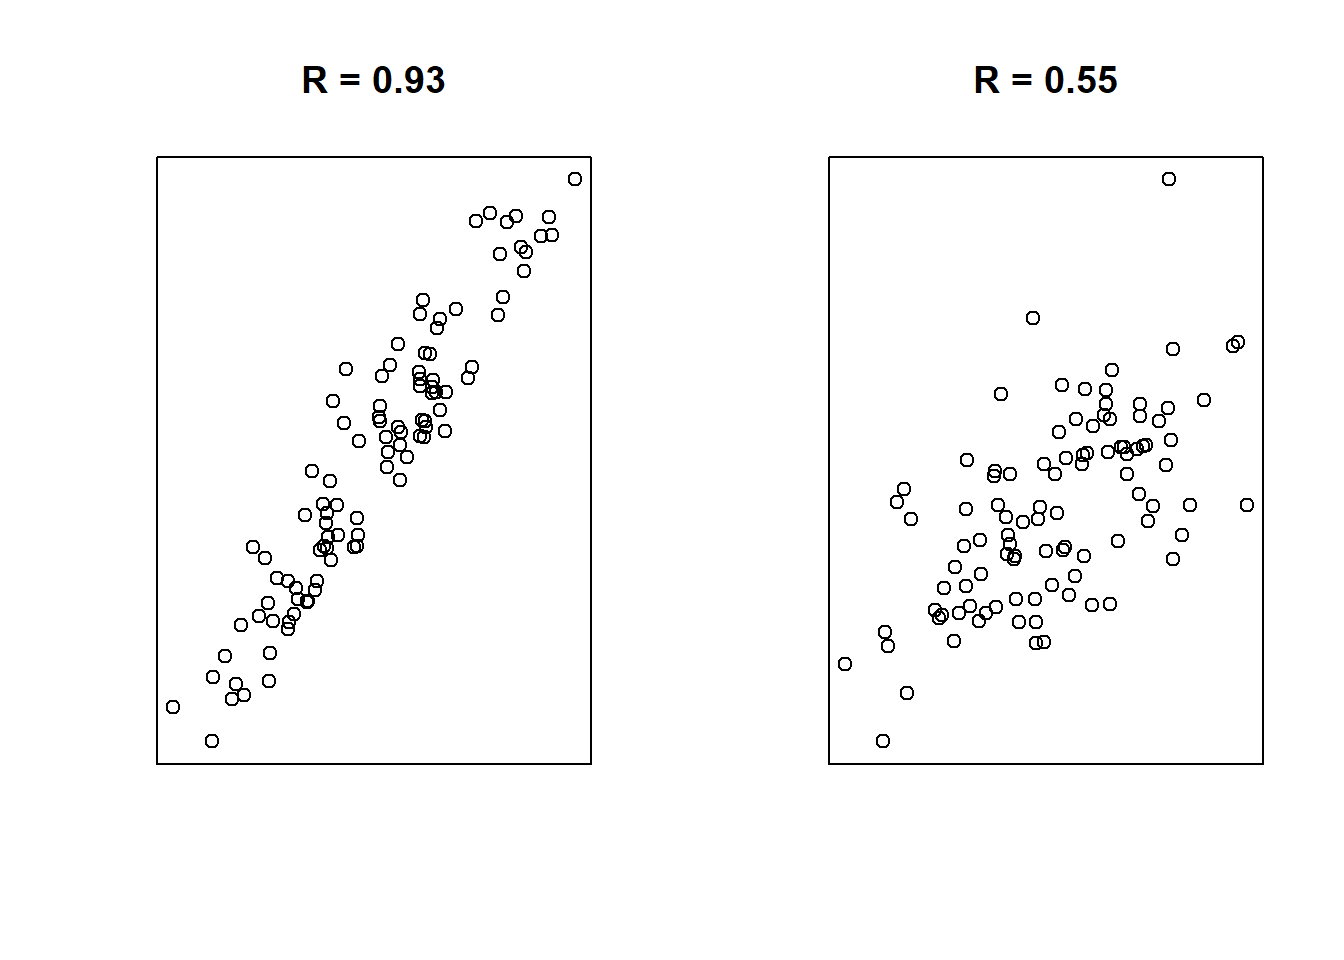 R = 0.93
R = 0.55